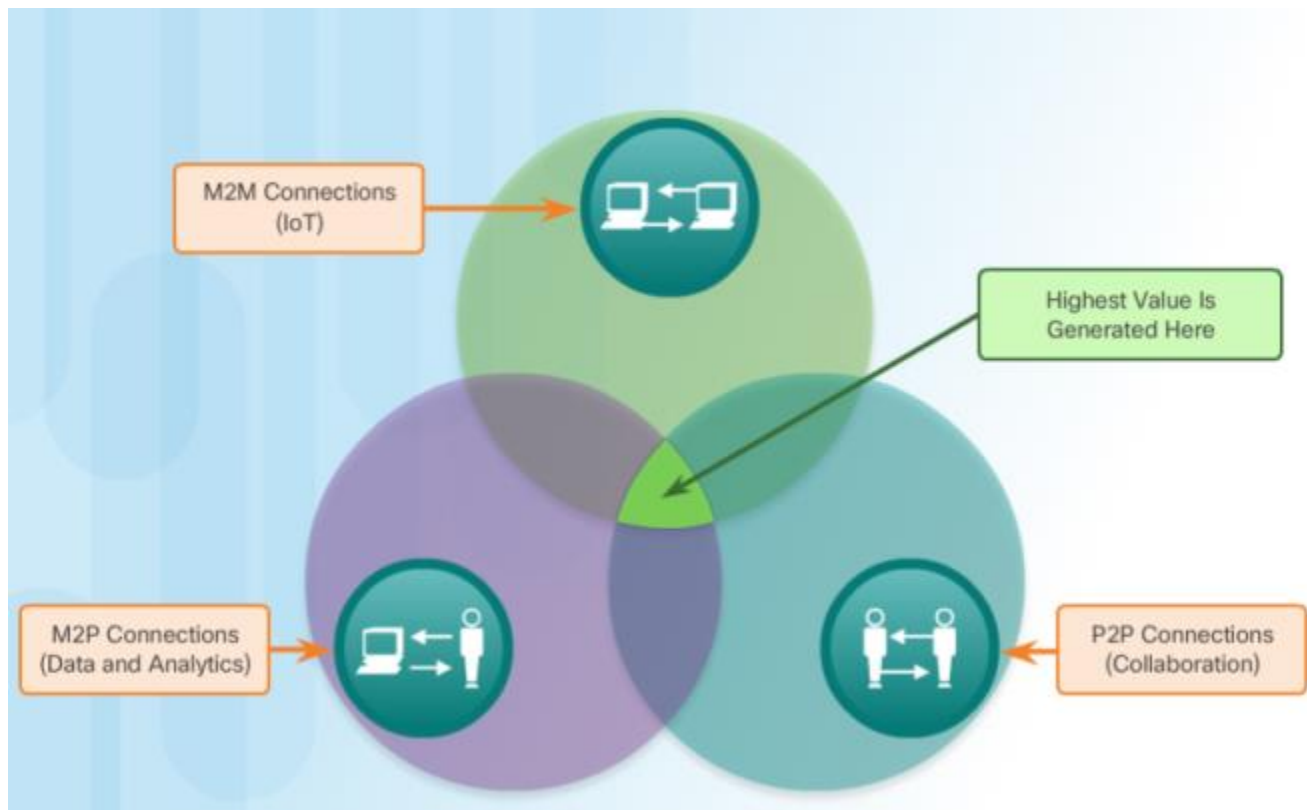 M2M Connections
(IoT)
Highest Value Is
Generated Here
M2P Connections
(Data and Analytics)
P2P Connections
(Collaboration)